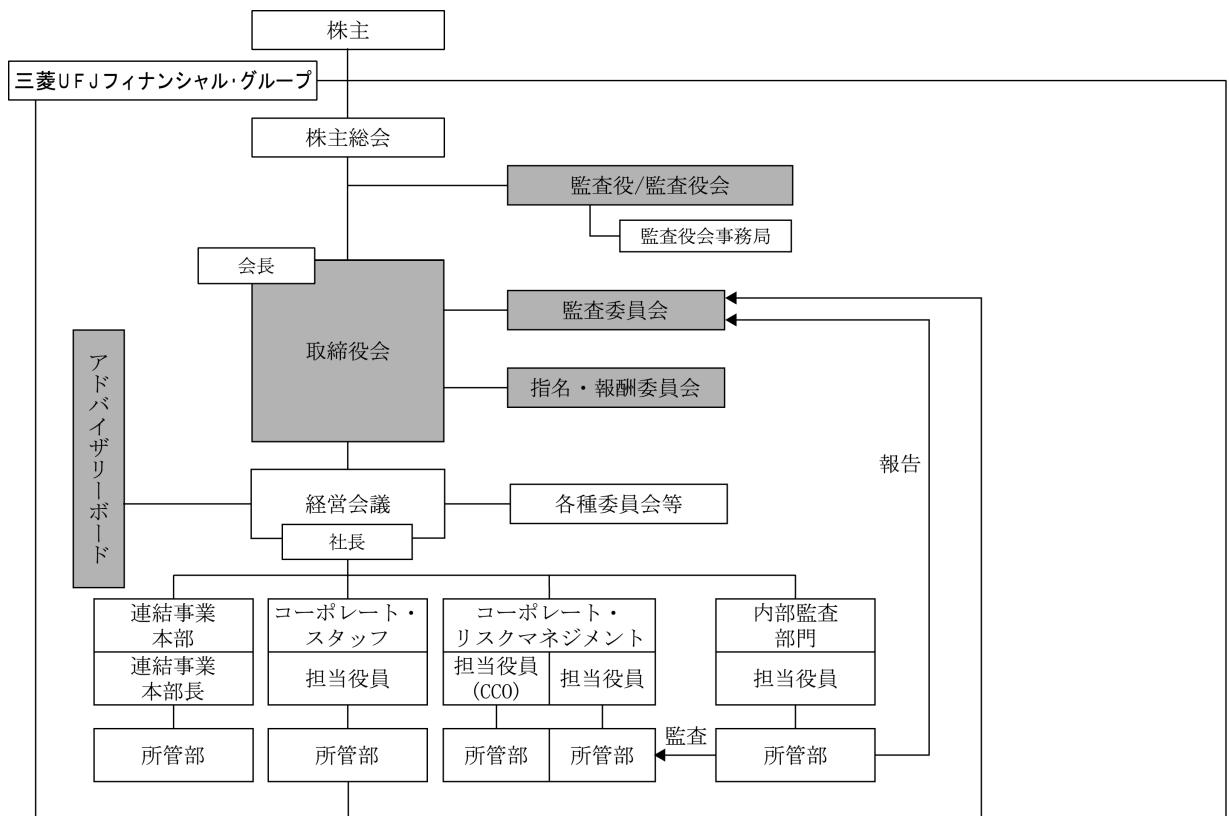 株主
三菱UFJフィナンシャル・グループ
株主総会
監査役/監査役会
監査役会事務局
会長
取締役会
監査委員会
指名・報酬委員会
アドバイザリーボード
報告
経営会議
各種委員会等
社長
連結事業
本部
コーポレート・
スタッフ
コーポレート・
リスクマネジメント
内部監査
部門
連結事業
本部長
担当役員
担当役員
(CCO)
担当役員
担当役員
所管部
所管部
所管部
所管部
監査
所管部